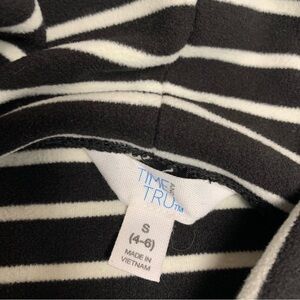 TIME AND
TRU™
S
(4-6)
MADE IN
VIETNAM